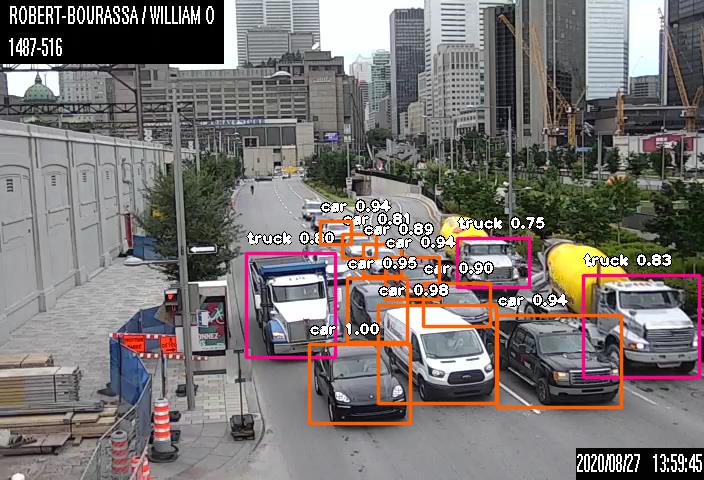 ROBERT-BOURASSA / WILLIAM O
1487-516
car 0.94
car 0.81
car 0.89
truck 0.75
truck 0.80
car 0.94
car 0.95
car 0.90
truck 0.83
car 0.98
car 0.94
car 1.00
2020/08/27 13:59:45